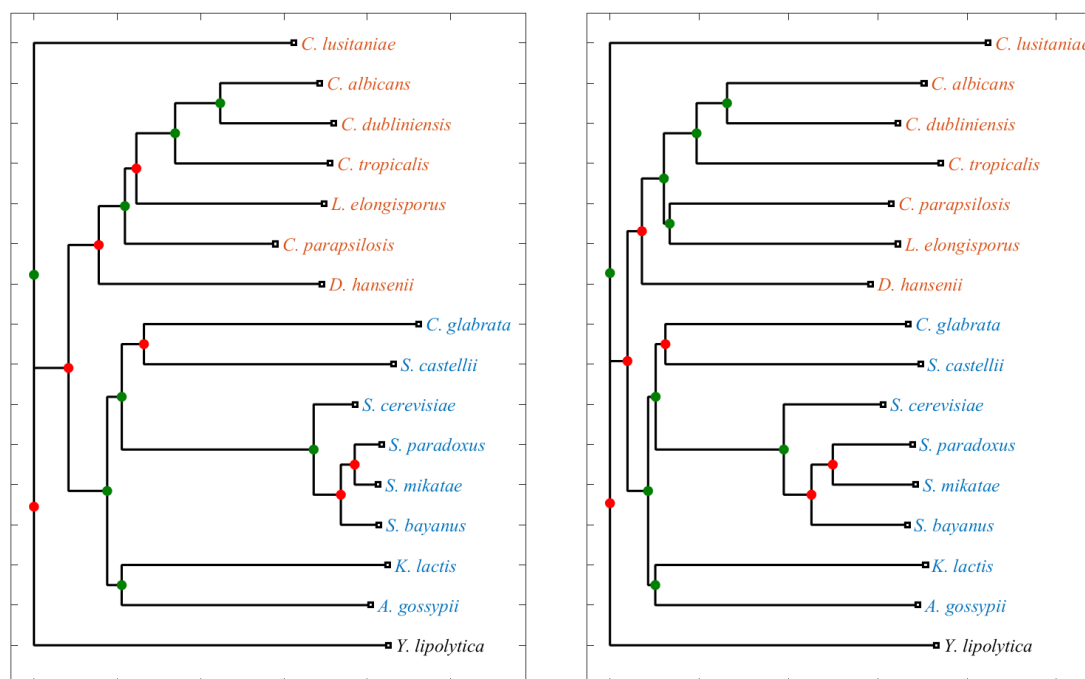 C. lusitaniae
C. albicans
C. dubliniensis
C. tropicalis
L. elongisporus
C. parapsilosis
D. hansenii
C. glabrata
S. castellii
S. cerevisiae
S. paradoxus
S. mikatae
S. bayanus
K. lactis
A. gossypii
Y. lipolytica
C. lusitaniae
C. albicans
C. dubliniensis
C. tropicalis
C. parapsilosis
L. elongisporus
D. hansenii
C. glabrata
S. castellii
S. cerevisiae
S. paradoxus
S. mikatae
S. bayanus
K. lactis
A. gossypii
Y. lipolytica